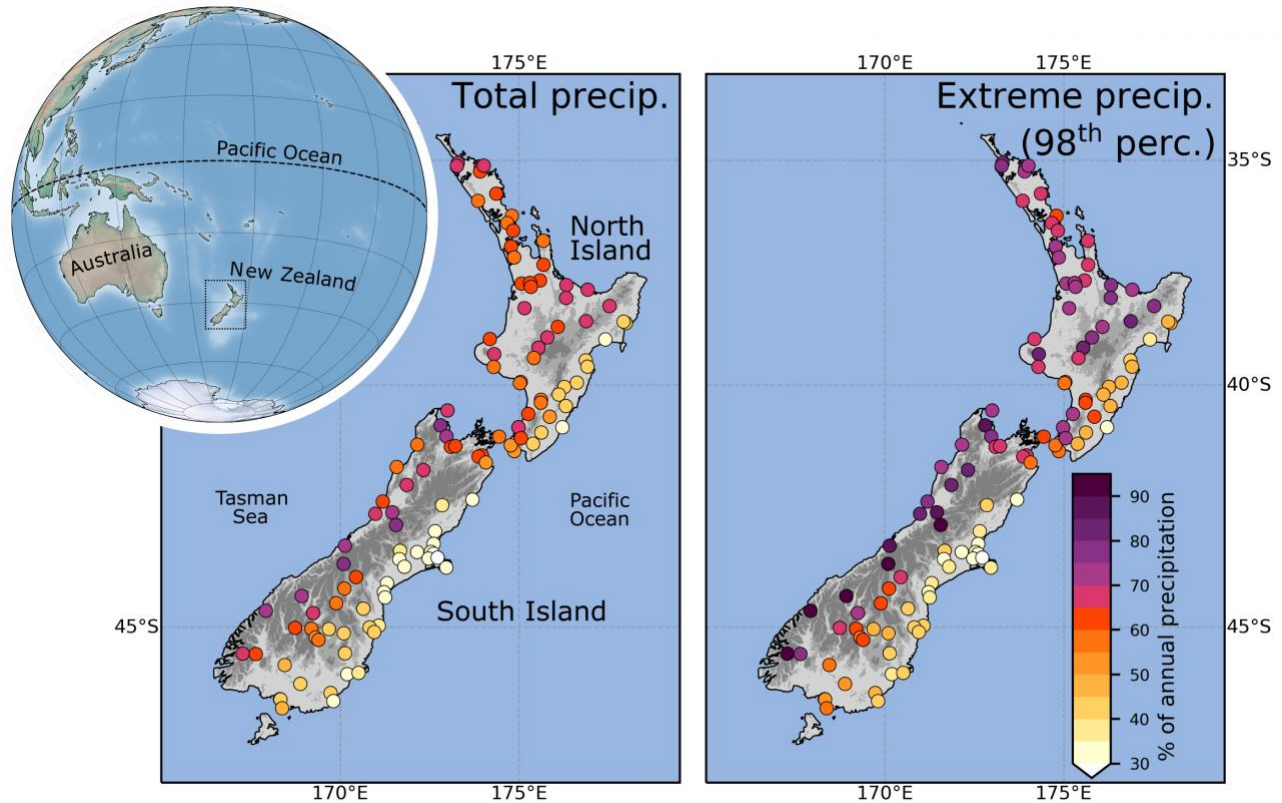 175°E
170°E
175°E
Total precip.
Extreme precip.
(98th perc.)
Pacific Ocean
Australia
New Zealand
North
Island
35°S
40°S
Tasman
Sea
Pacific
Ocean
South Island
45°S
45°S
90
80
70
60
50
40
30
% of annual precipitation
170°E
175°E
170°E
175°E